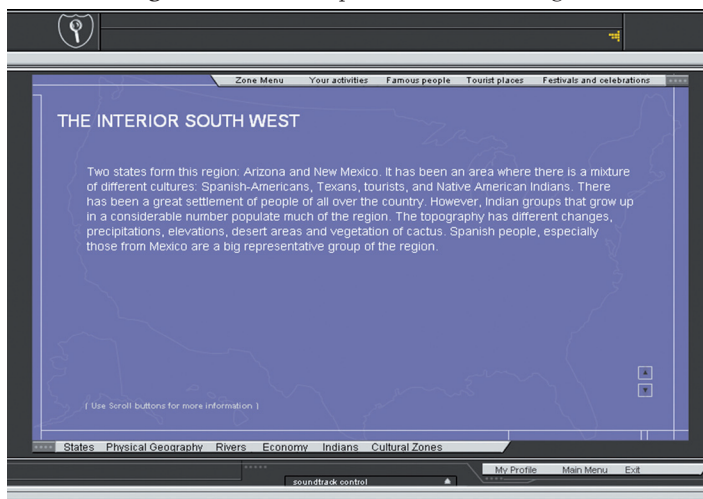 Zone Menu Your activities Famous people Tourist places Festivals and celebrations
THE INTERIOR SOUTH WEST
Two states form this region: Arizona and New Mexico. It has been an area where there is a mixture
of different cultures: Spanish-Americans, Texans, tourists, and Native American Indians. There
has been a great settlement of people of all over the country. However, Indian groups that grow up
in a considerable number populate much of the region. The topography has different changes,
precipitations, elevations, desert areas and vegetation of cactus. Spanish people, especially
those from Mexico are a big representative group of the region.
( Use Scroll buttons for more information )
States Physical Geography Rivers Economy Indians Cultural Zones
My Profile Main Menu Exit
soundtrack control